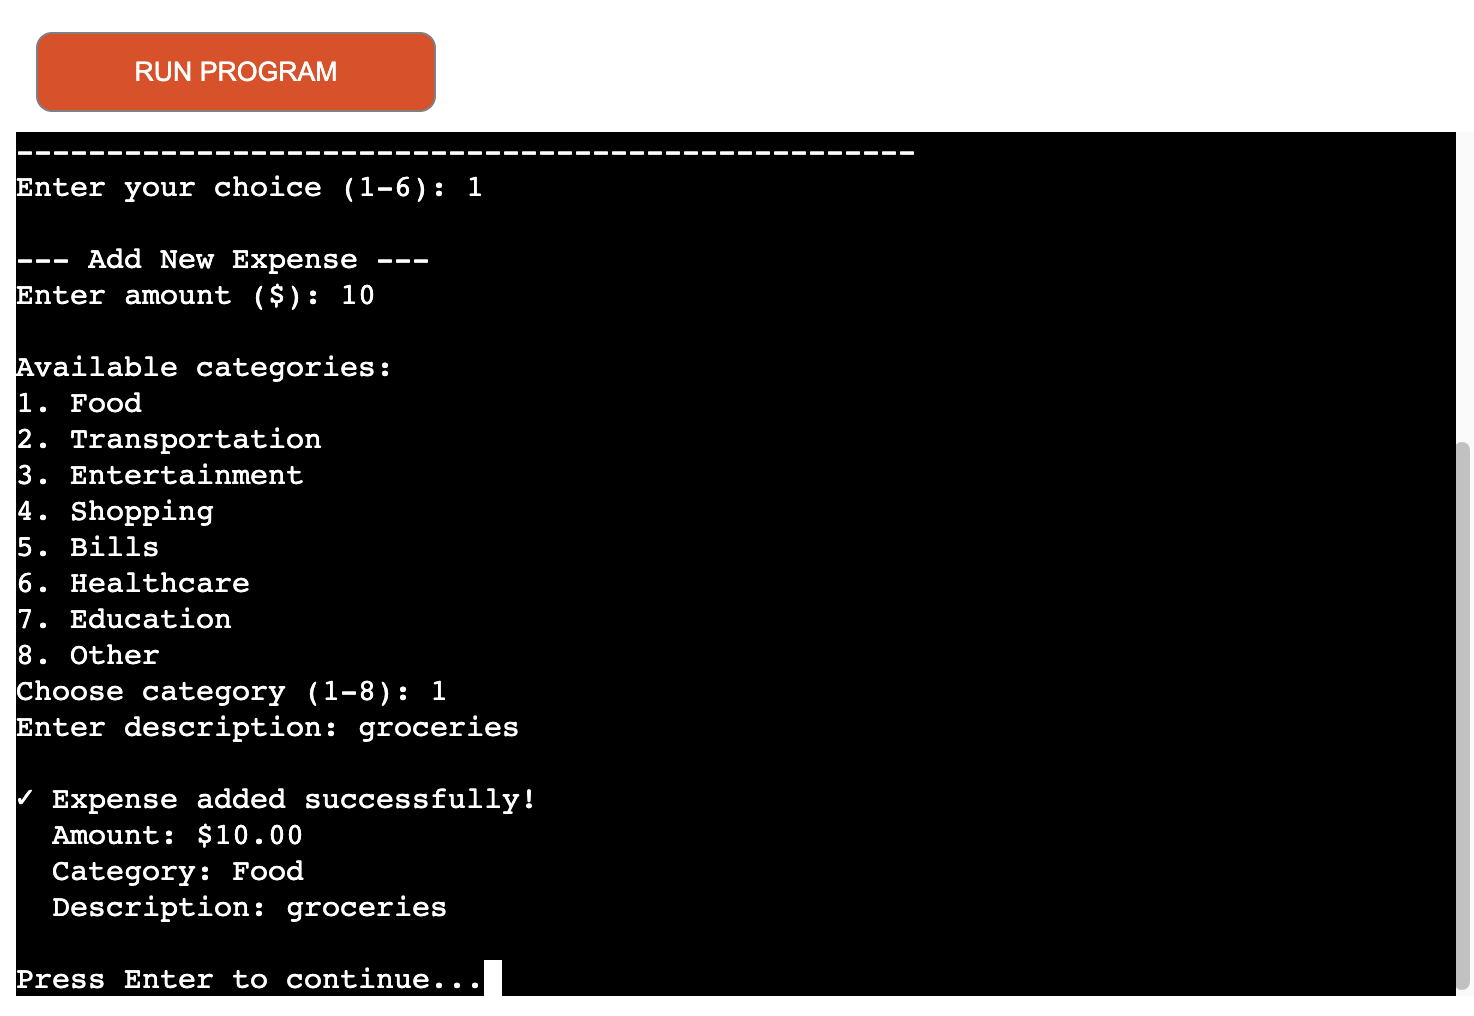 RUN PROGRAM
--------------------------------------------------
Enter your choice (1-6): 1
--- Add New Expense ---
Enter amount ($): 10
Available categories:
1. Food
2. Transportation
3. Entertainment
4. Shopping
5. Bills
6. Healthcare
7. Education
8. Other
Choose category (1-8): 1
Enter description: groceries
✓ Expense added successfully!
Amount: $10.00
Category: Food
Description: groceries
Press Enter to continue...